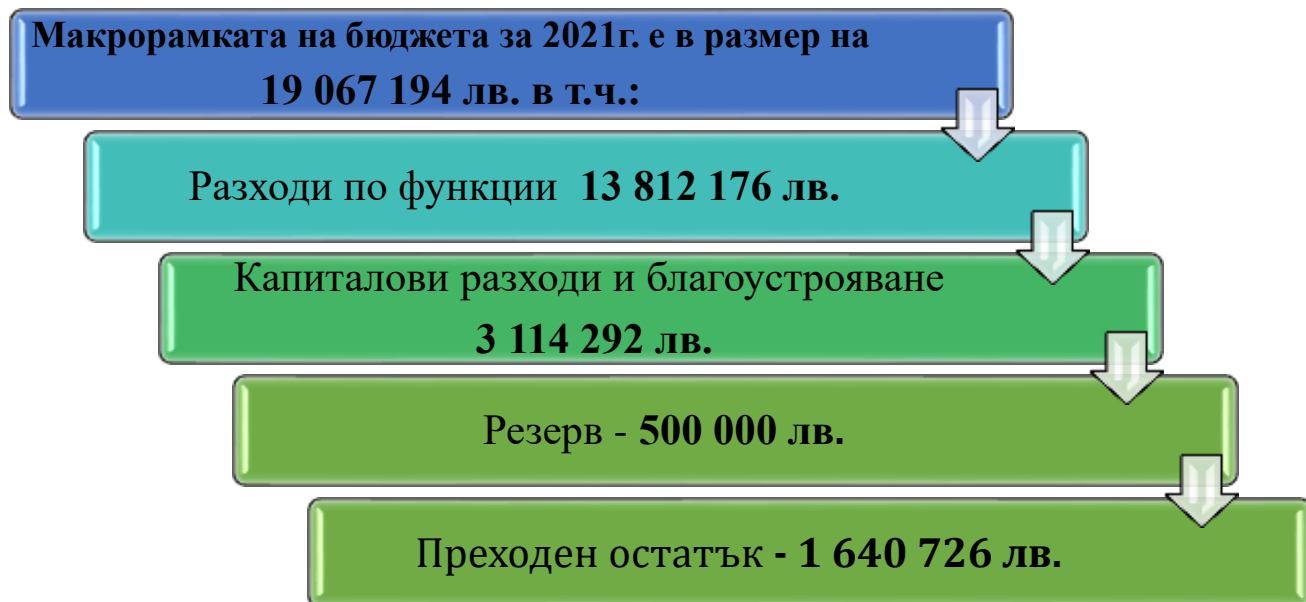 Макрорамката на бюджета за 2021г. е в размер на
19 067 194 лв. в т.ч.:
Разходи по функции 13 812 176 лв.
Капиталови разходи и благоустрояване
3 114 292 лв.
Резерв - 500 000 лв.
Преходен остатък - 1 640 726 лв.